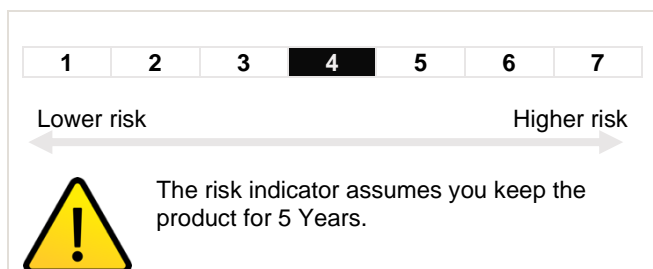 1 2 3 4 5 6 7
Lower risk Higher risk
The risk indicator assumes you keep the
product for 5 Years.